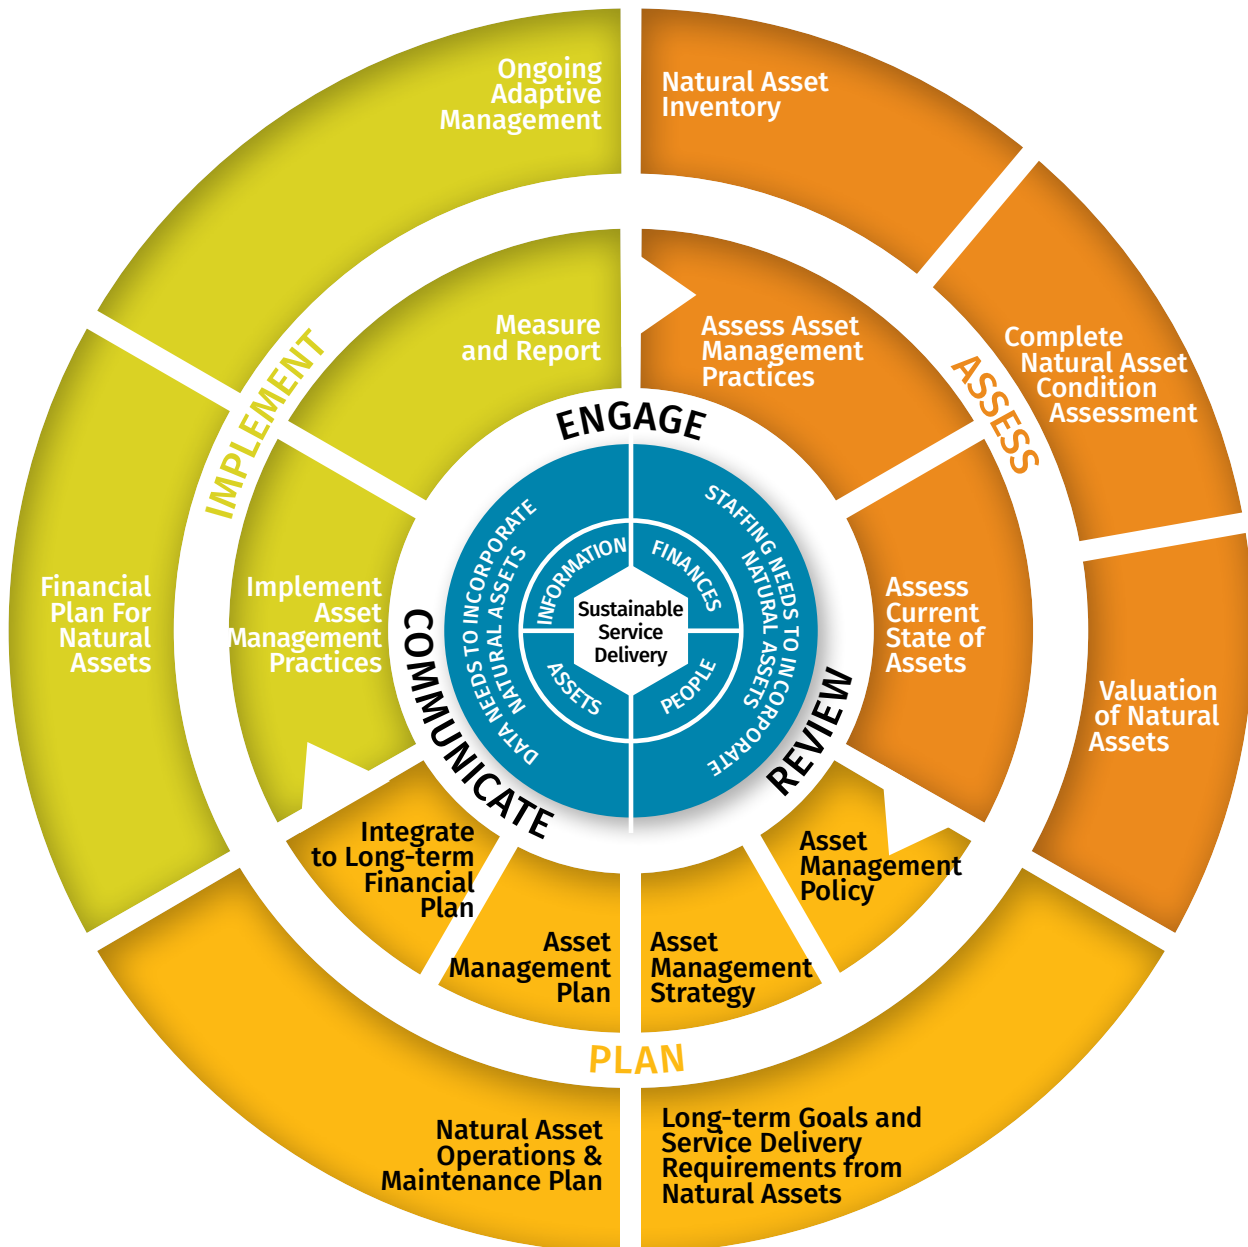 Ongoing
Adaptive
Management
Natural Asset
Inventory
Complete
Natural Asset
Condition
Assessment
Valuation
of Natural
Assets
Long-term Goals and
Service Delivery
Requirements from
Natural Assets
Natural Asset
Operations &
Maintenance Plan
Financial
Plan For
Natural
Assets
IMPLEMENT
ASSESS
PLAN
Measure
and Report
Assess Asset
Management
Practices
Assess
Current
State of
Assets
Asset
Management
Policy
Asset
Management
Strategy
Asset
Management
Plan
Integrate
to Long-term
Financial
Plan
Implement
Asset
Management
Practices
ENGAGE
REVIEW
COMMUNICATE
DATA NEEDS TO INCORPORATE
NATURAL ASSETS
STAFFING NEEDS TO INCORPORATE
NATURAL ASSETS
INFORMATION
FINANCES
ASSETS
PEOPLE
Sustainable
Service
Delivery